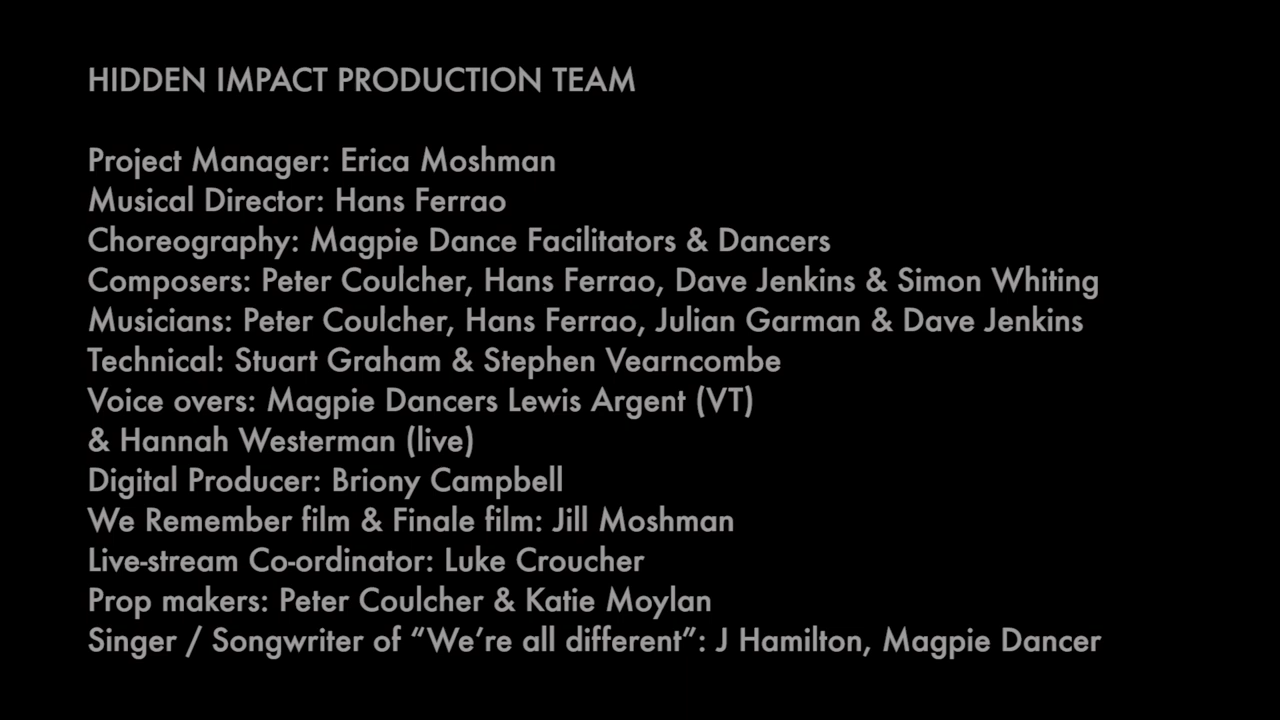 HIDDEN IMPACT PRODUCTION TEAM
Project Manager: Erica Moshman
Musical Director: Hans Ferrao
Choreography: Magpie Dance Facilitators & Dancers
Composers: Peter Coulcher, Hans Ferrao, Dave Jenkins & Simon Whiting
Musicians: Peter Coulcher, Hans Ferrao, Julian Garman & Dave Jenkins
Technical: Stuart Graham & Stephen Vearncombe
Voice overs: Magpie Dancers Lewis Argent (VT)
& Hannah Westerman (live)
Digital Producer: Briony Campbell
We Remember film & Finale film: Jill Moshman
Live-stream Co-ordinator: Luke Croucher
Prop makers: Peter Coulcher & Katie Moylan
Singer / Songwriter of “We’re all different”: J Hamilton, Magpie Dancer